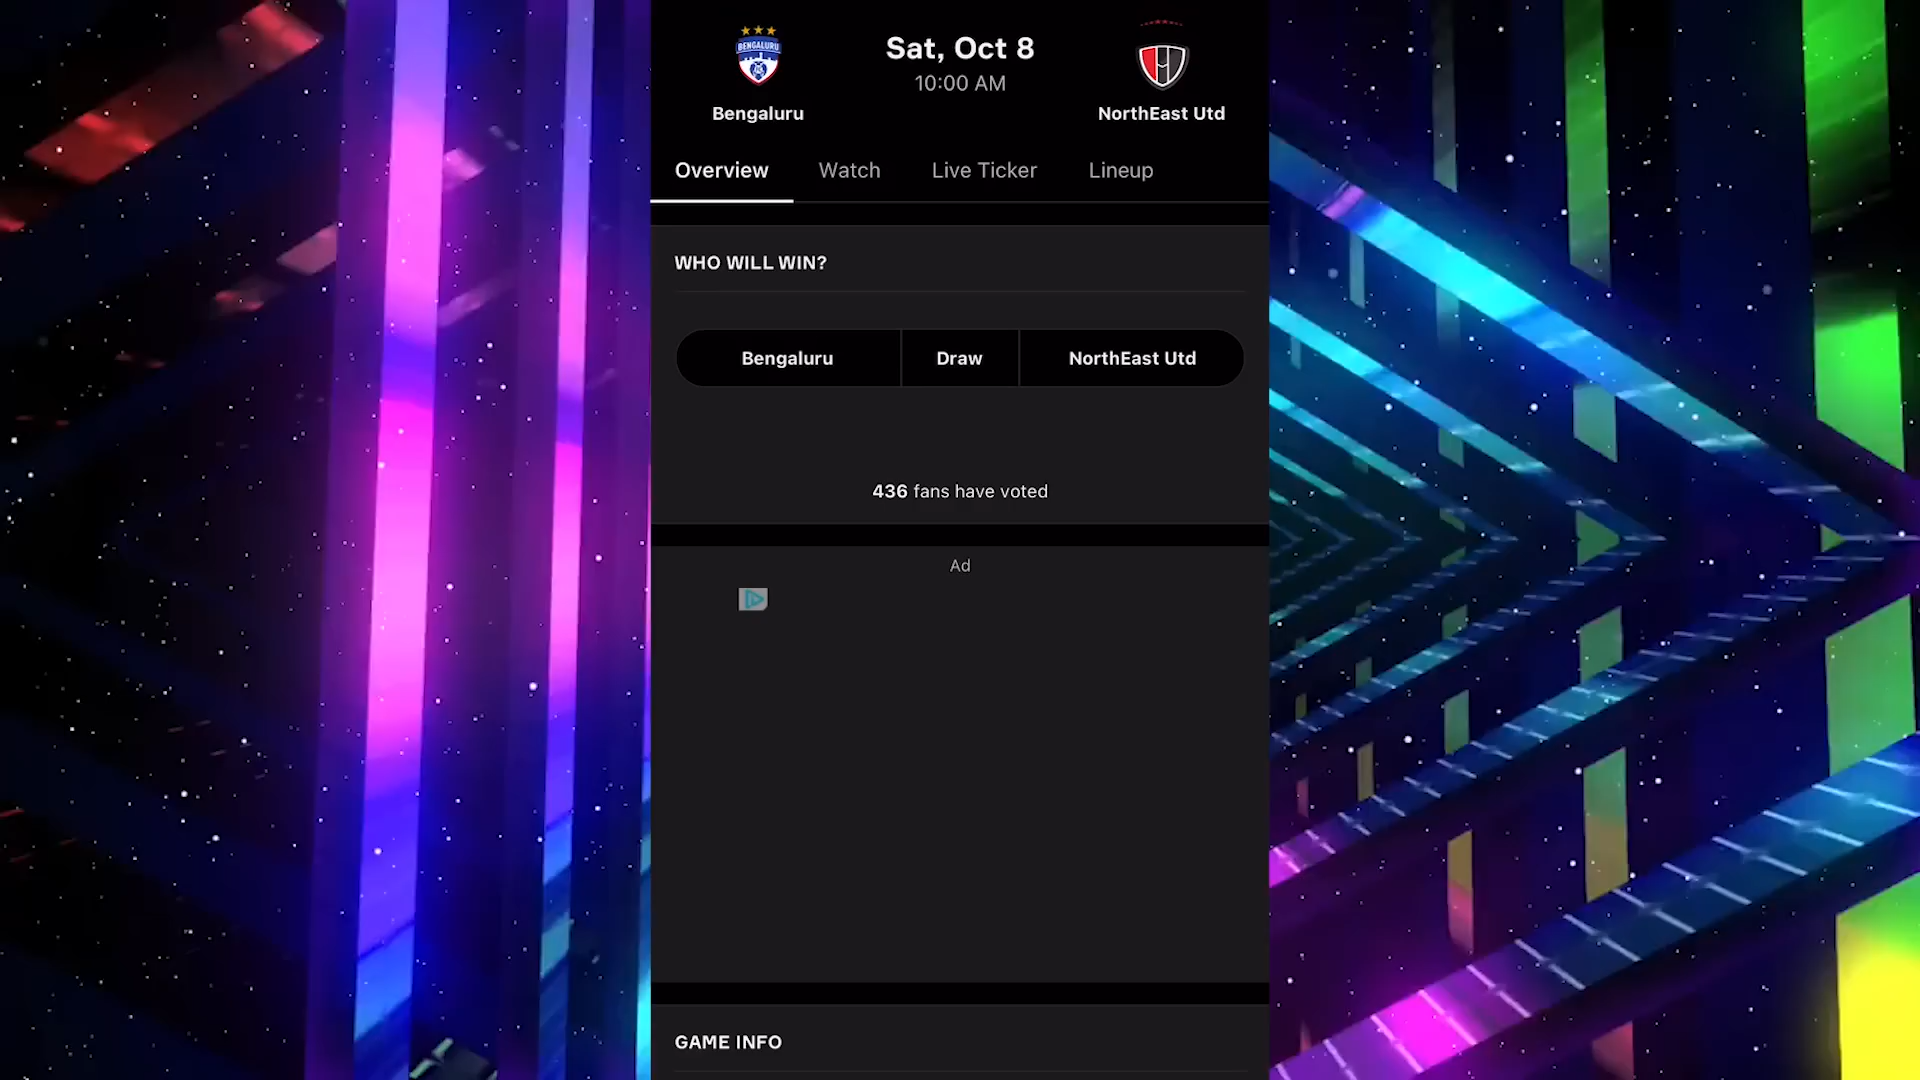 BENGALURU
Sat, Oct 8
10:00 AM
Bengaluru
NorthEast Utd
Overview
Watch
Live Ticker
Lineup
WHO WILL WIN?
Bengaluru
Draw
NorthEast Utd
436 fans have voted
Ad
GAME INFO